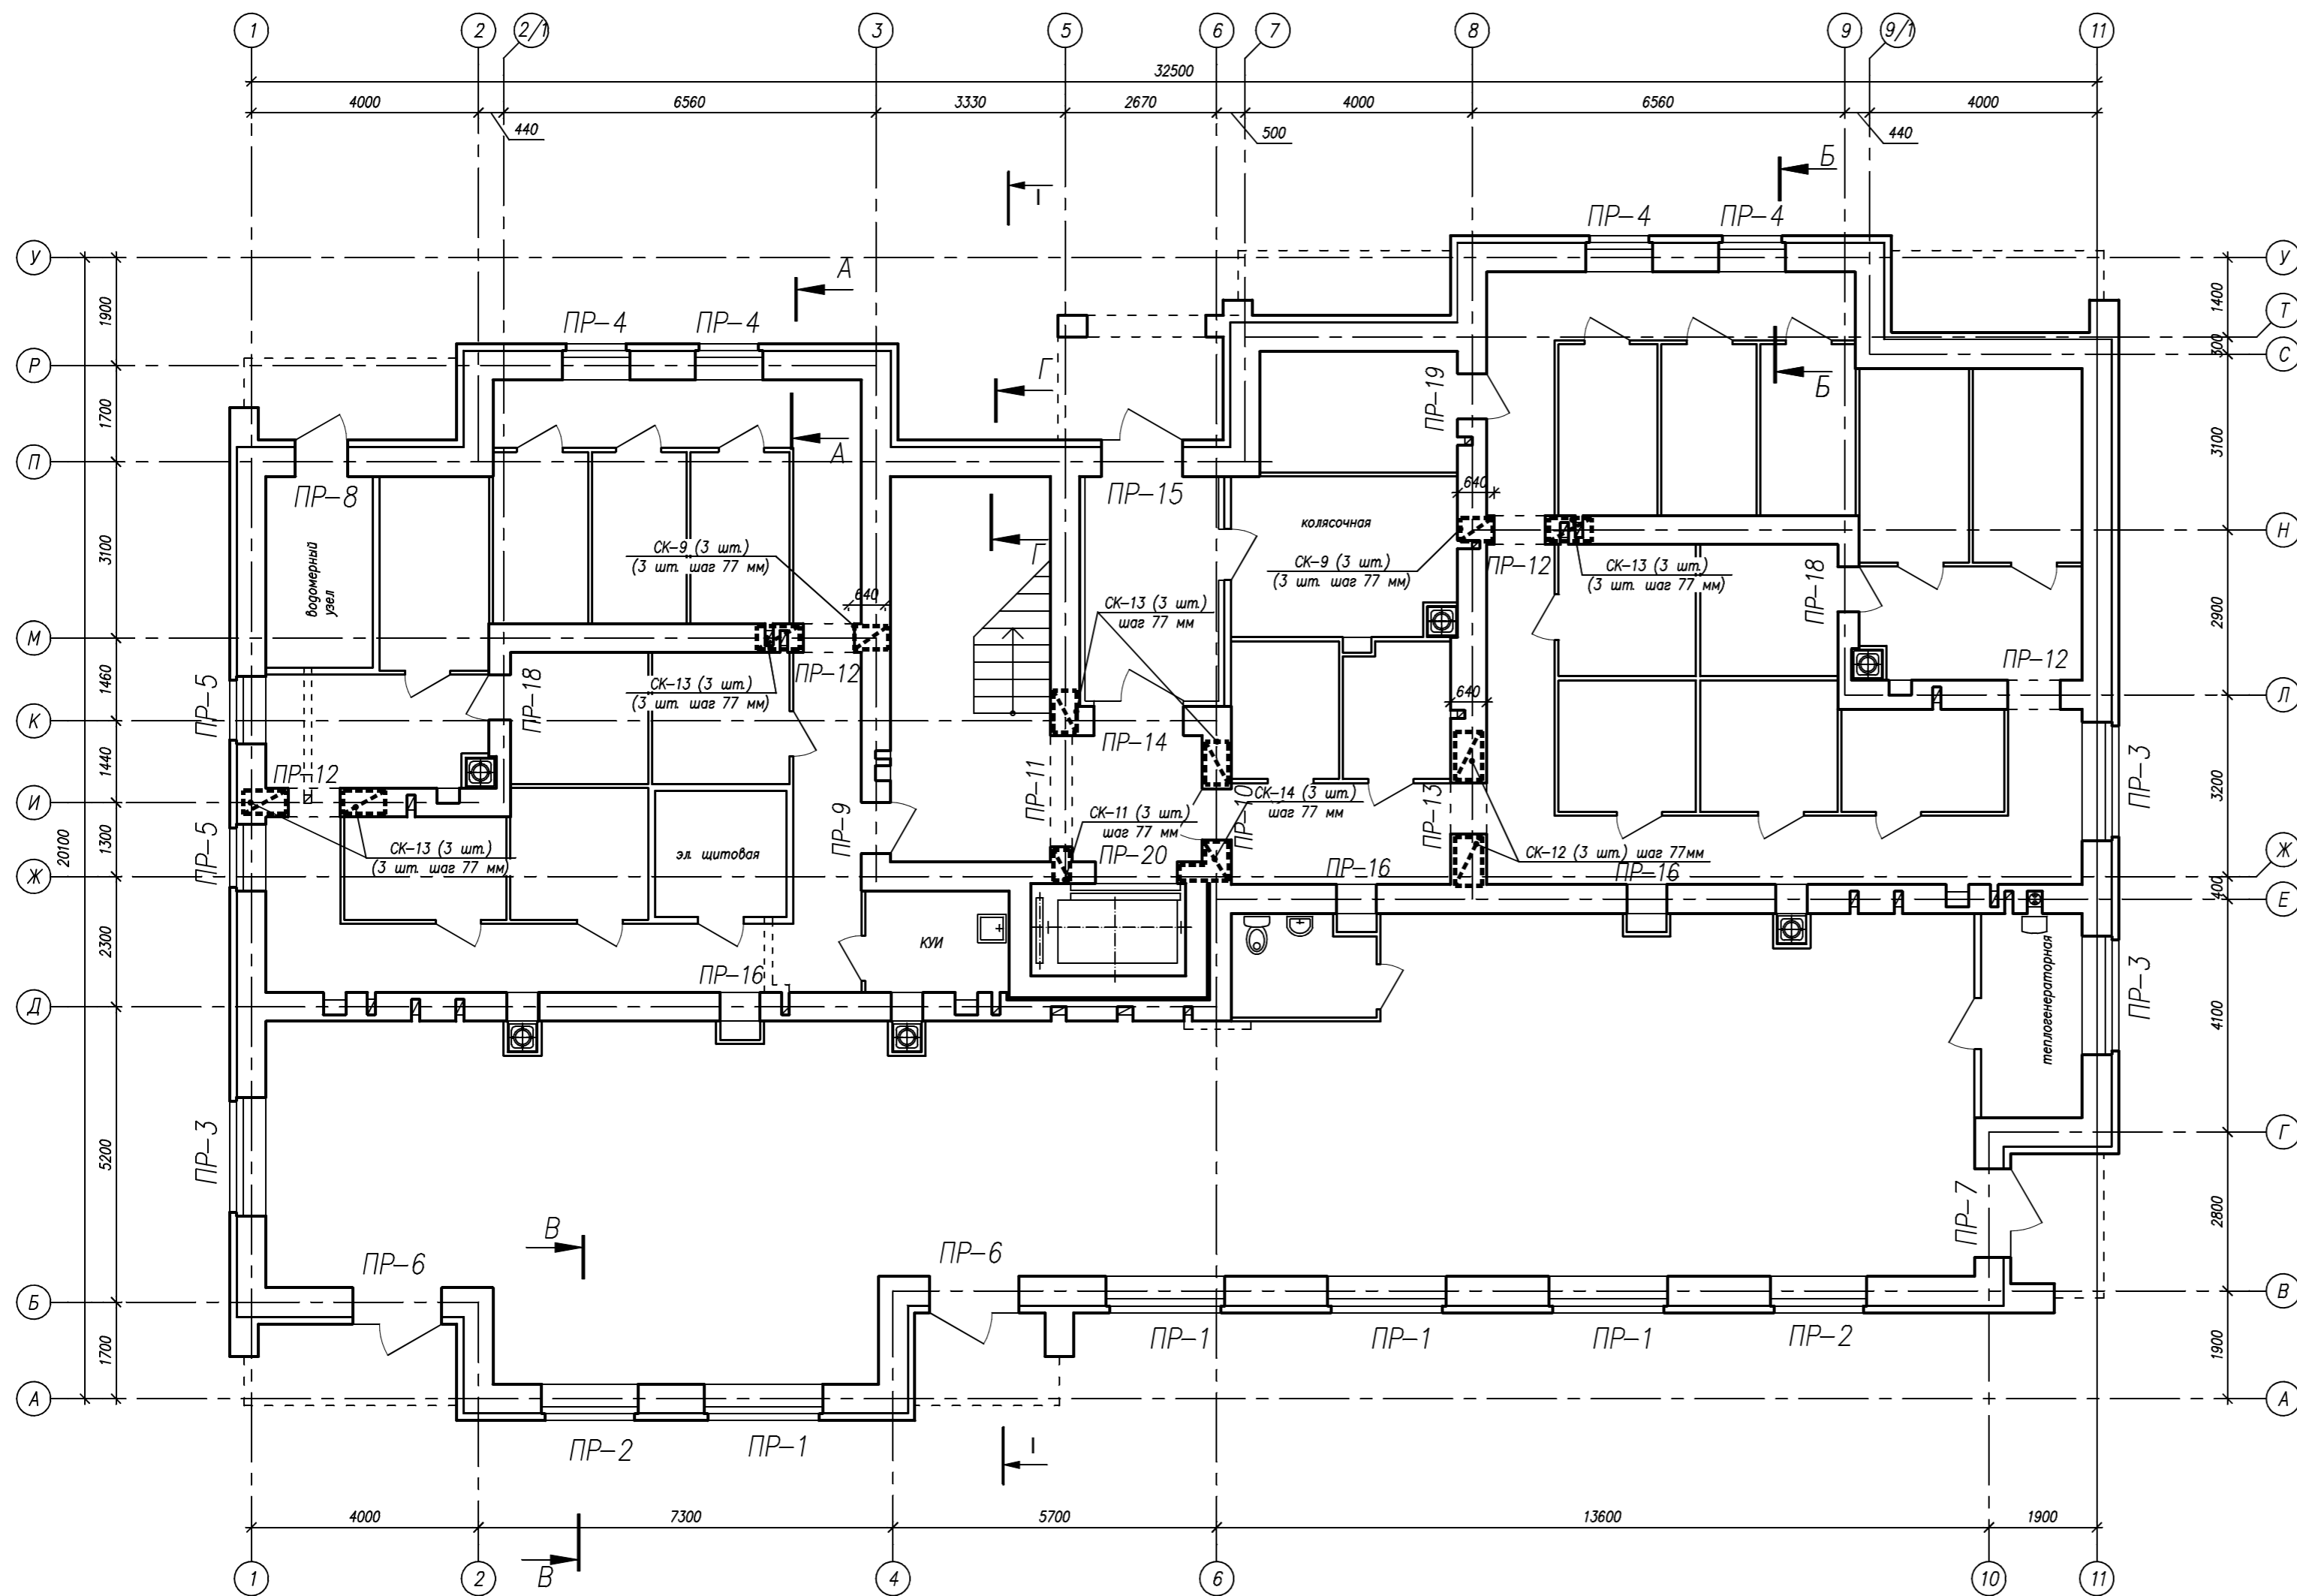 1 2 2/1 3 5 6 7 8 9 9/1 11
32500
4000 6560 3330 2670 4000 6560 4000
440 500 440
Б
I
ПР-4 ПР-4
У У
А
1900 1400
ПР-4 ПР-4
Т
300
Р С
Г
Б
ПР-19
1700
3100
А
П
ПР-8 ПР-15
640
колясочная
Н
3100
водомерный
узел
СК-9 (3 шт.)
(3 шт. шаг 77 мм)
Г
СК-9 (3 шт.)
(3 шт. шаг 77 мм)
ПР-12
СК-13 (3 шт.)
(3 шт. шаг 77 мм)
ПР-18
640
СК-13 (3 шт.)
шаг 77 мм
2900
М
ПР-12
ПР-12
1460
ПР-5
ПР-18
СК-13 (3 шт.)
(3 шт. шаг 77 мм)
640
Л
К
ПР-14
1440
ПР-12
ПР-11
ПР-3
3200
И
СК-14 (3 шт.)
шаг 77 мм
ПР-10
ПР-13
20100
1300
ПР-5
ПР-9
СК-11 (3 шт.)
шаг 77 мм
СК-13 (3 шт.)
(3 шт. шаг 77 мм)
эл. щитовая
ПР-20
СК-12 (3 шт.) шаг 77мм
ПР-16
ПР-16
Ж Ж
400
Е
2300
КУИ
ПР-16
теплогенераторная
ПР-3
Д
4100
5200
ПР-3
Г
ПР-7
2800
В
ПР-6 ПР-6
Б В
ПР-1 ПР-1 ПР-1 ПР-2
1700 1900
А А
ПР-2 ПР-1
I
4000 7300 5700 13600 1900
В
1 2 4 6 10 11